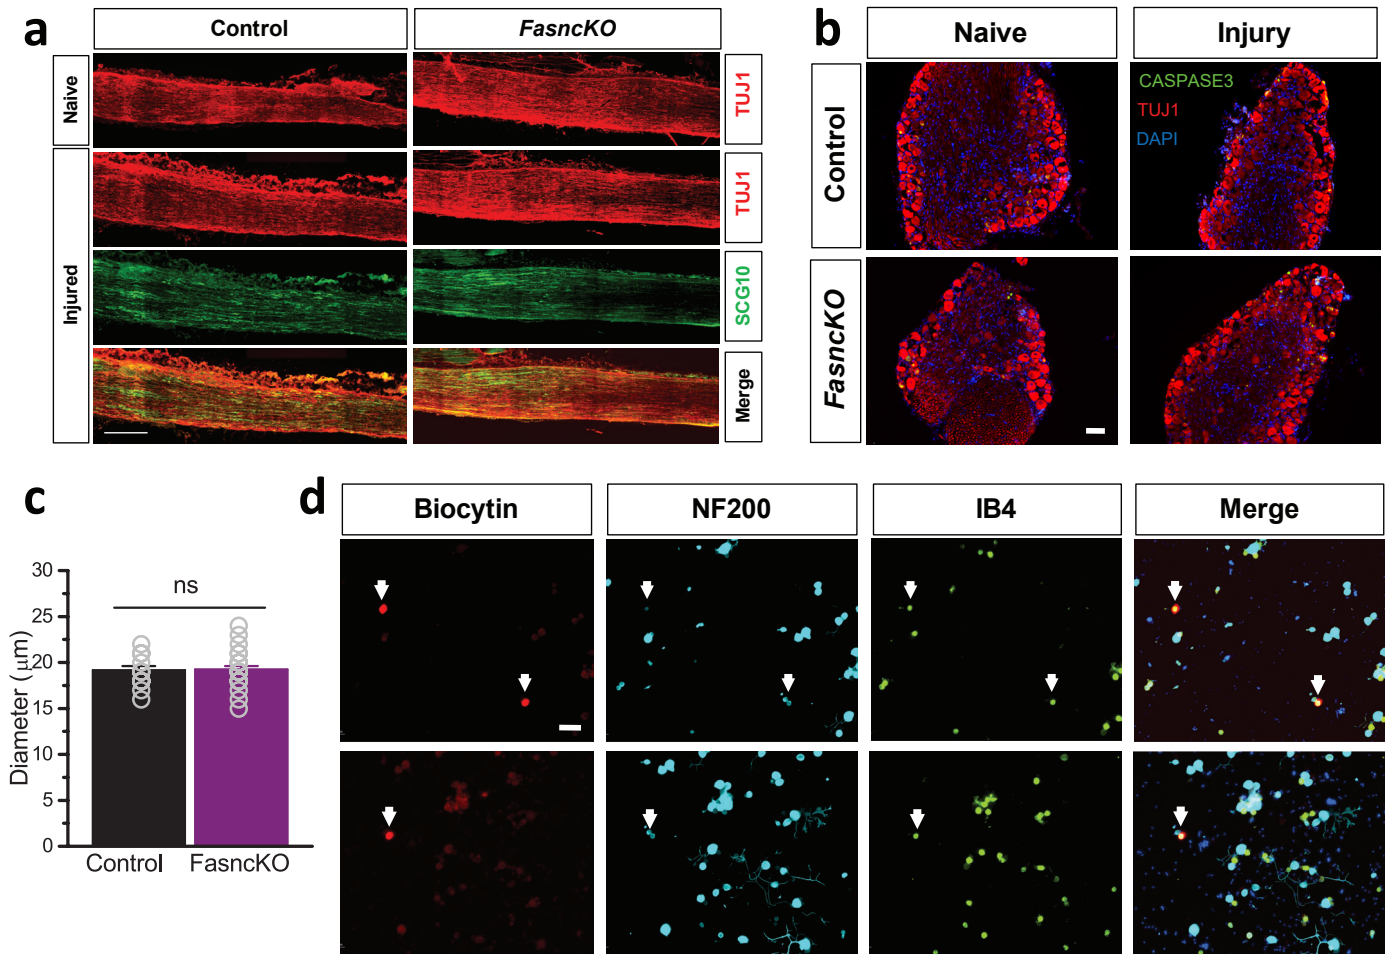 a
Control
FasncKO
Naive
TUJ1
Injured
TUJ1
SCG10
Merge
b
Naive
Injury
Control
CASPASE3
TUJ1
DAPI
FasncKO
c
30
25
20
15
10
5
0
Diameter (μm)
ns
Control
FasncKO
d
Biocytin
NF200
IB4
Merge